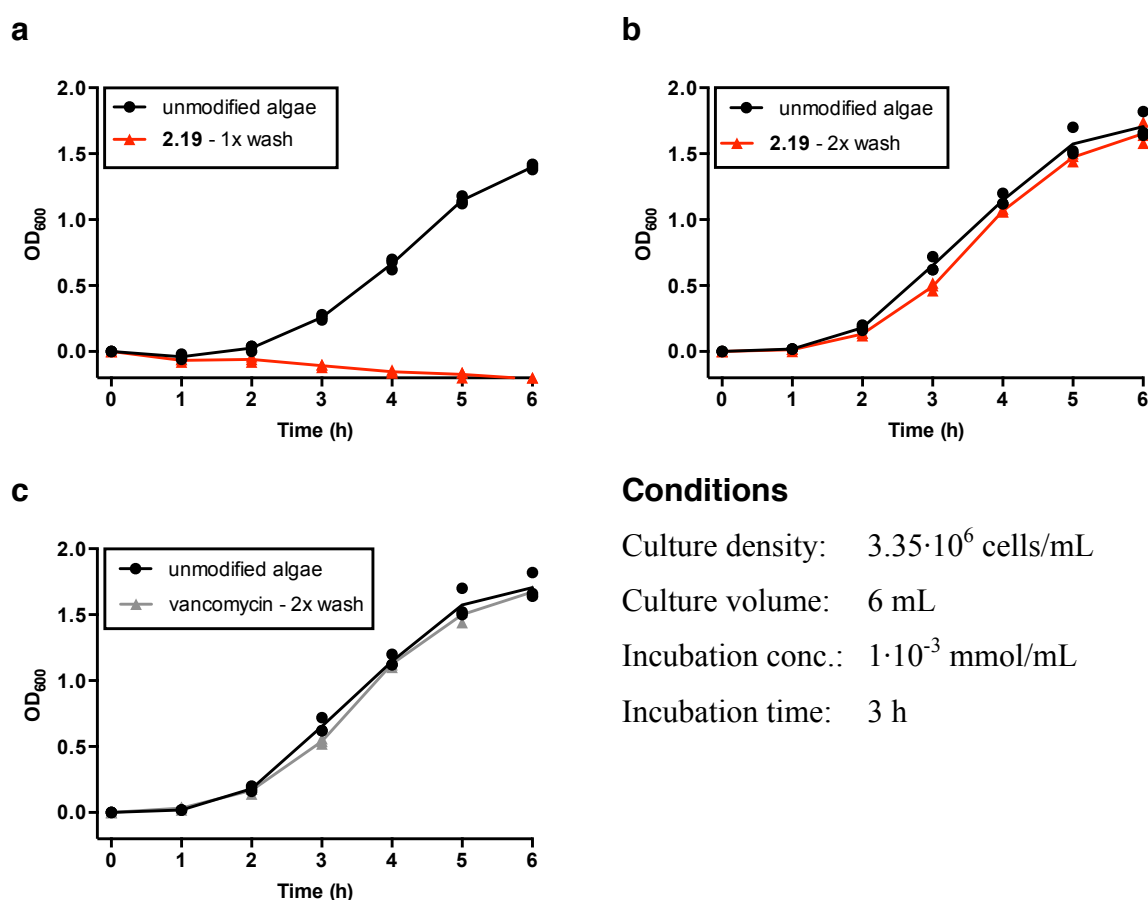 a
2.0
1.5
1.0
0.5
0.0
OD600
unmodified algae
2.19 - 1x wash
0 1 2 3 4 5 6
Time (h)
b
2.0
1.5
1.0
0.5
0.0
OD600
unmodified algae
2.19 - 2x wash
0 1 2 3 4 5 6
Time (h)
c
2.0
1.5
1.0
0.5
0.0
OD600
unmodified algae
vancomycin - 2x wash
0 1 2 3 4 5 6
Time (h)
Conditions
Culture density: 3.35·10⁶ cells/mL
Culture volume: 6 mL
Incubation conc.: 1·10⁻³ mmol/mL
Incubation time: 3 h